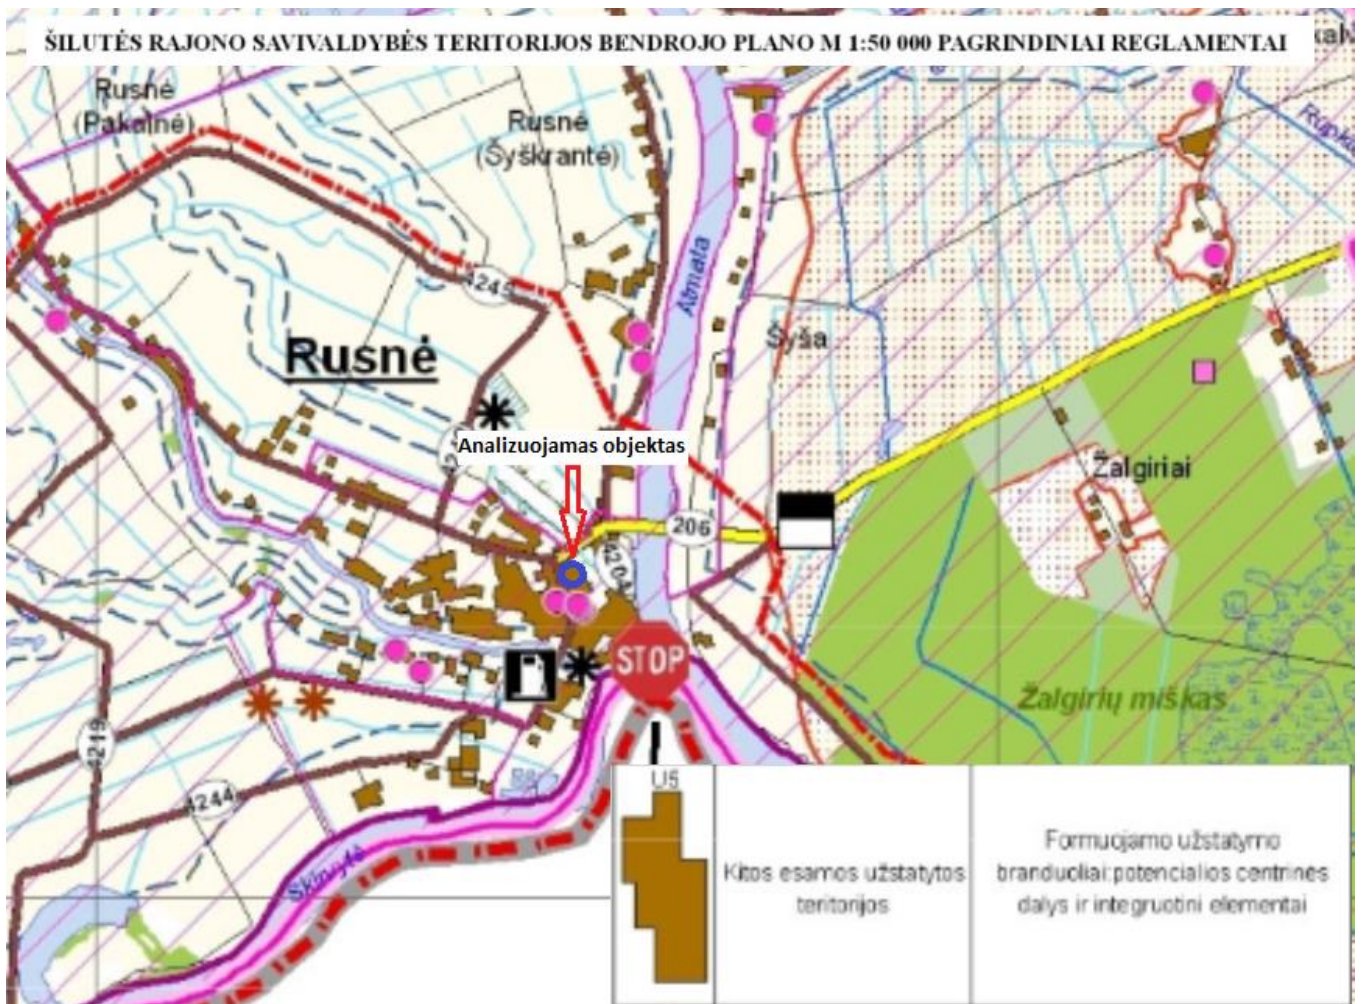 ŠILUTĖS RAJONO SAVIVALDYBĖS TERITORIJOS BENDROJO PLANO M 1:50 000 PAGRINDINIAI REGLAMENTAI
Rusnė
(Pakalnė)
Rusnė
(Šyškrantė)
Atmata
4245
Šyša
Rusnė
Analizuojamas objektas
Žalgiriai
206
STOP
Žalgirių miškas
4219
4244
Skirvytė
U5
Kitos esamos užstatytos
teritorijos
Formuojamo užstatymo
branduoliai:potencialios centrinės
dalys ir integruotini elementai